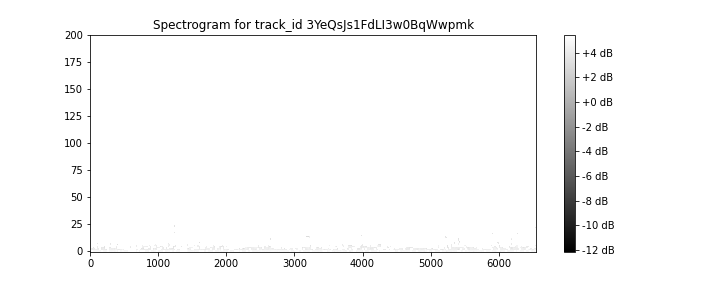 Spectrogram for track_id 3YeQsJs1FdLI3w0BqWwpmk
200
175
150
125
100
75
50
25
0
0 1000 2000 3000 4000 5000 6000
+4 dB
+2 dB
+0 dB
-2 dB
-4 dB
-6 dB
-8 dB
-10 dB
-12 dB